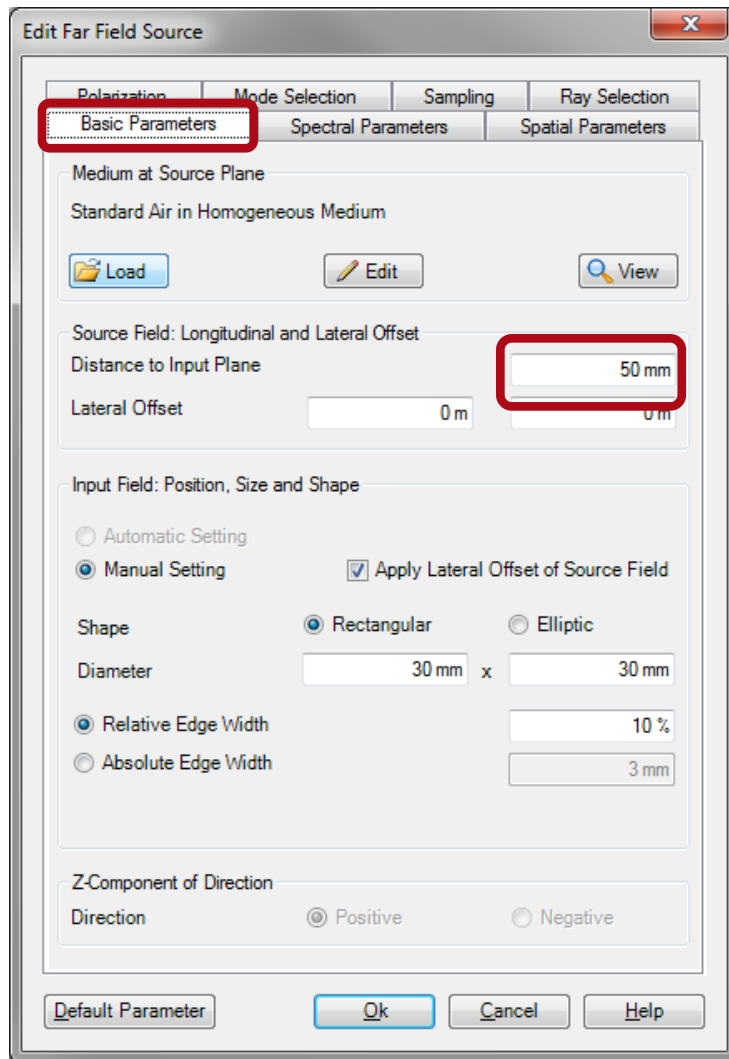 Edit Far Field Source
X
Polarization Mode Selection Sampling Ray Selection
Basic Parameters Spectral Parameters Spatial Parameters
Medium at Source Plane
Standard Air in Homogeneous Medium
Load Edit View
Source Field: Longitudinal and Lateral Offset
Distance to Input Plane 50 mm
Lateral Offset 0 m 0 m
Input Field: Position, Size and Shape
Automatic Setting
Manual Setting Apply Lateral Offset of Source Field
Shape Rectangular Elliptic
Diameter 30 mm x 30 mm
Relative Edge Width 10 %
Absolute Edge Width 3 mm
Z-Component of Direction
Direction Positive Negative
Default Parameter Ok Cancel Help